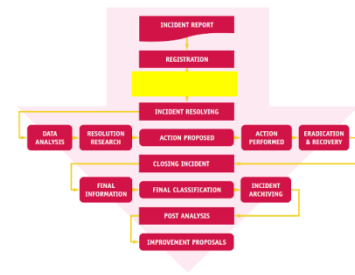 INCIDENT REPORT
REGISTRATION
INCIDENT RESOLVING
DATA
ANALYSIS
RESOLUTION
RESEARCH
ACTION PROPOSED
ACTION
PERFORMED
ERADICATION
& RECOVERY
CLOSING INCIDENT
FINAL
INFORMATION
FINAL CLASSIFICATION
INCIDENT
ARCHIVING
POST ANALYSIS
IMPROVEMENT PROPOSALS